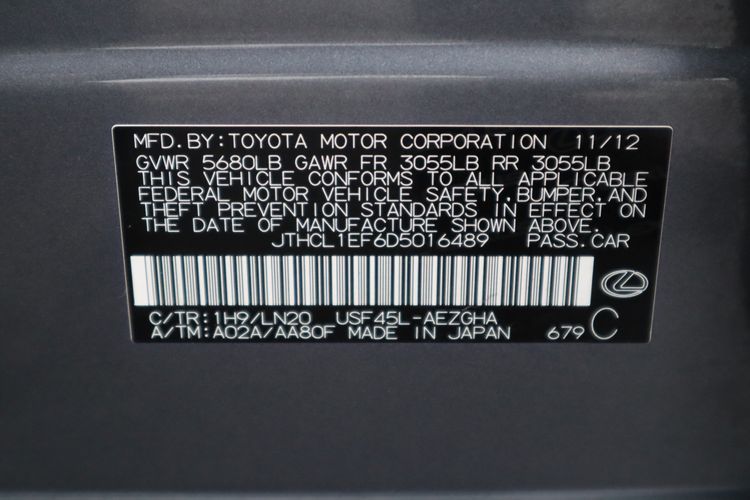 MFD.BY:TOYOTA MOTOR CORPORATION 11/12
GVWR 5680LB GAWR FR 3055LB RR 3055LB
THIS VEHICLE CONFORMS TO ALL APPLICABLE
FEDERAL MOTOR VEHICLE SAFETY,BUMPER,AND
THEFT PREVENTION STANDARDS IN EFFECT ON
THE DATE OF MANUFACTURE SHOWN ABOVE.
JTHCL1EF6D5016489 PASS.CAR
C/TR:1H9/LN20 USF45L-AEZGHA
A/TM:A02A/AA80F MADE IN JAPAN 679 C